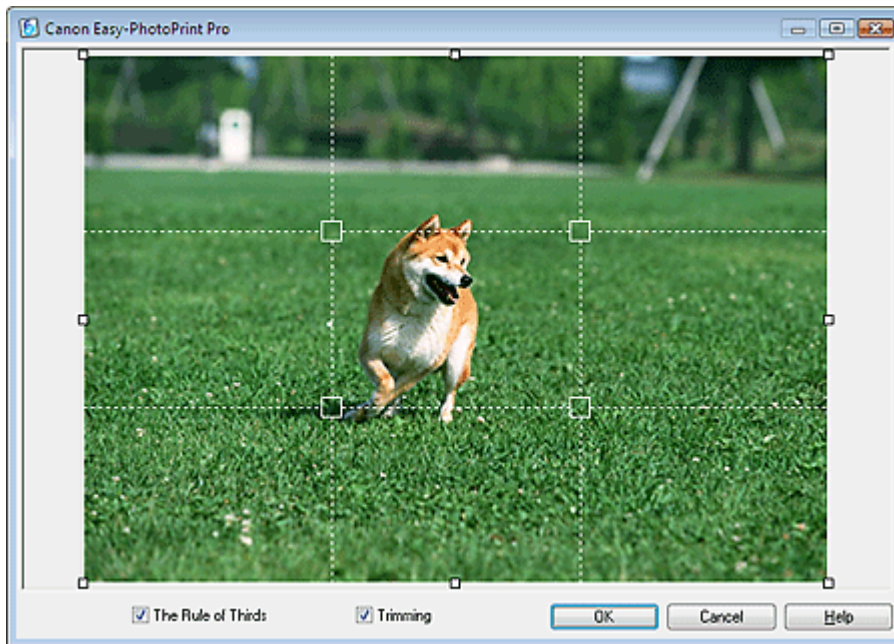 Canon Easy-PhotoPrint Pro
The Rule of Thirds
Trimming
OK
Cancel
Help